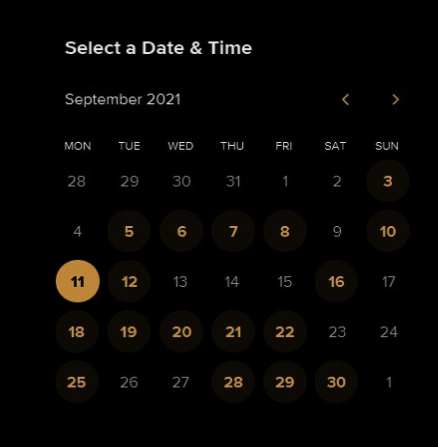 Select a Date & Time
September 2021
MON TUE WED THU FRI SAT SUN
28 29 30 31 1 2 3
4 5 6 7 8 9 10
11 12 13 14 15 16 17
18 19 20 21 22 23 24
25 26 27 28 29 30 1